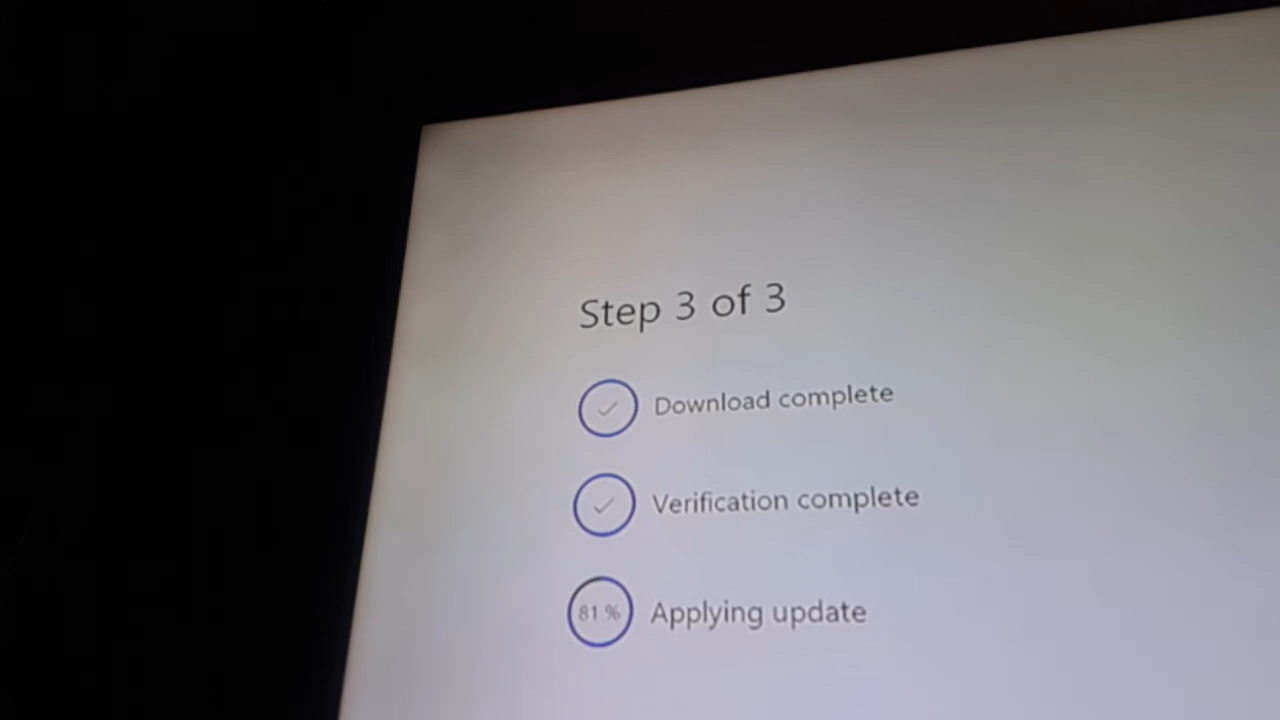 Step 3 of 3
Download complete
Verification complete
81 % Applying update